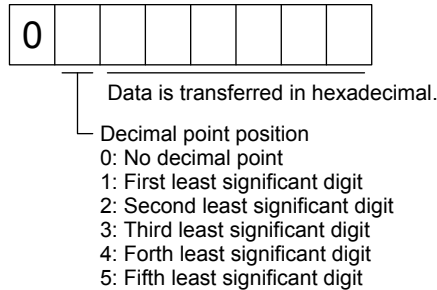 0
Data is transferred in hexadecimal.
Decimal point position
0: No decimal point
1: First least significant digit
2: Second least significant digit
3: Third least significant digit
4: Forth least significant digit
5: Fifth least significant digit